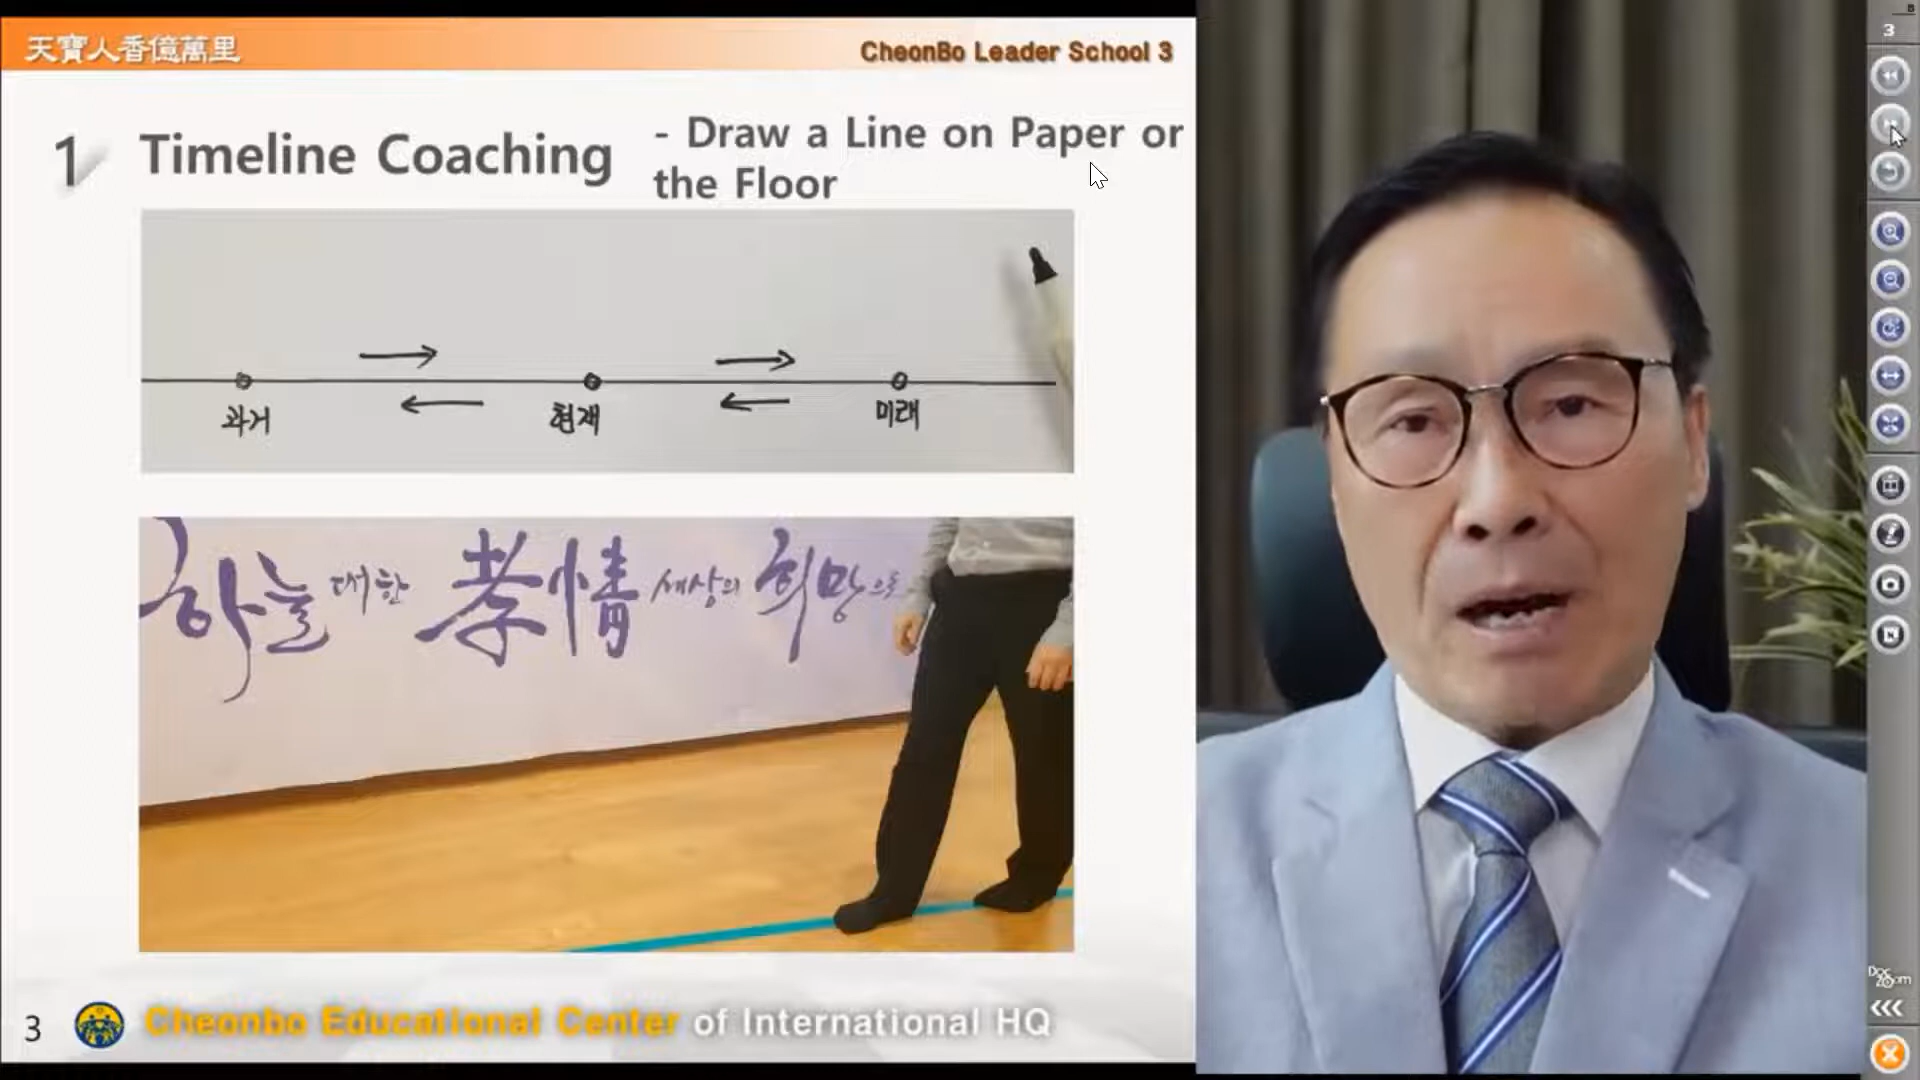 天寶人香億萬里
CheonBo Leader School 3
1 Timeline Coaching
- Draw a Line on Paper or
the Floor
과거 현재 미래
하늘 대한 孝情 세상의 희망으로
3
Cheonbo Educational Center of International HQ
3
Doc
Zoom